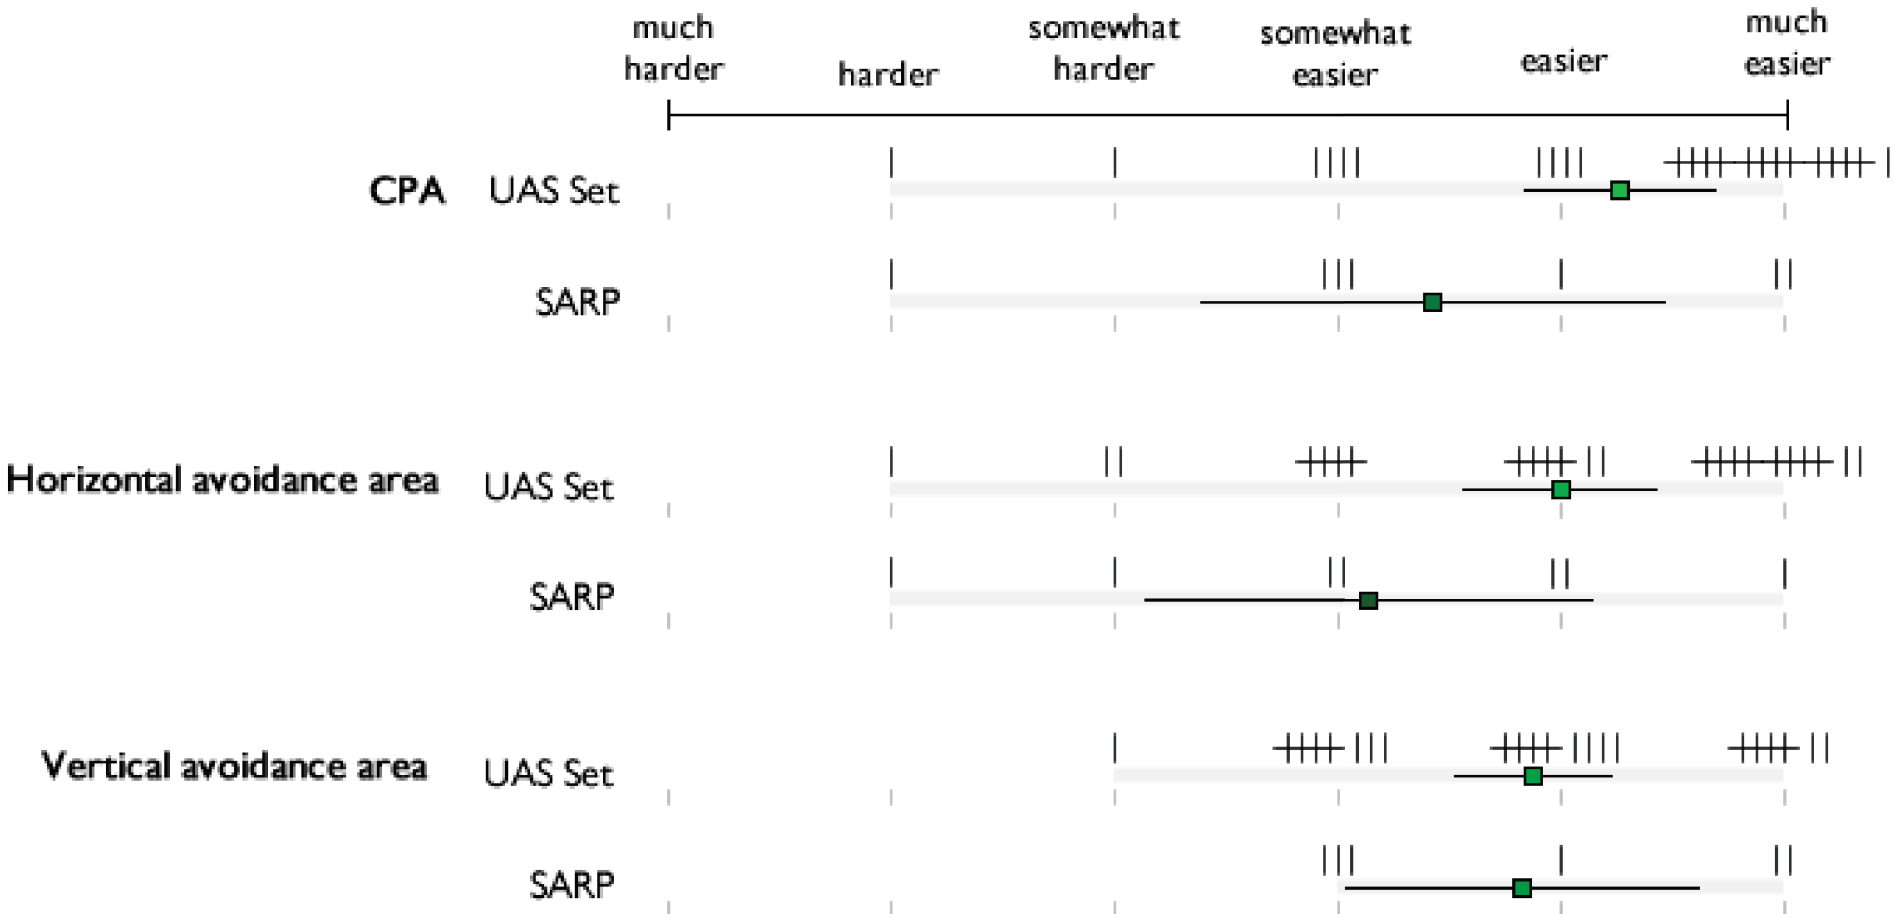 much harder
harder
somewhat harder
somewhat easier
easier
much easier
CPA UAS Set
SARP
Horizontal avoidance area UAS Set
SARP
Vertical avoidance area UAS Set
SARP